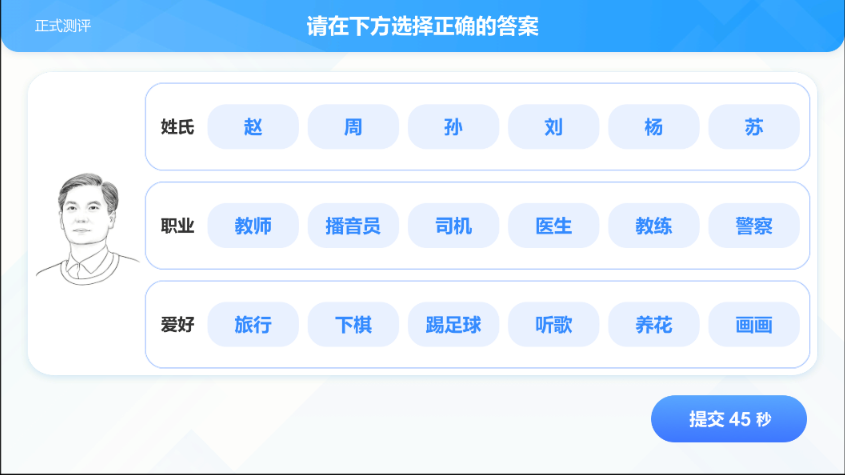 正式测评
请在下方选择正确的答案
姓氏 赵 周 孙 刘 杨 苏
职业 教师 播音员 司机 医生 教练 警察
爱好 旅行 下棋 踢足球 听歌 养花 画画
提交 45 秒